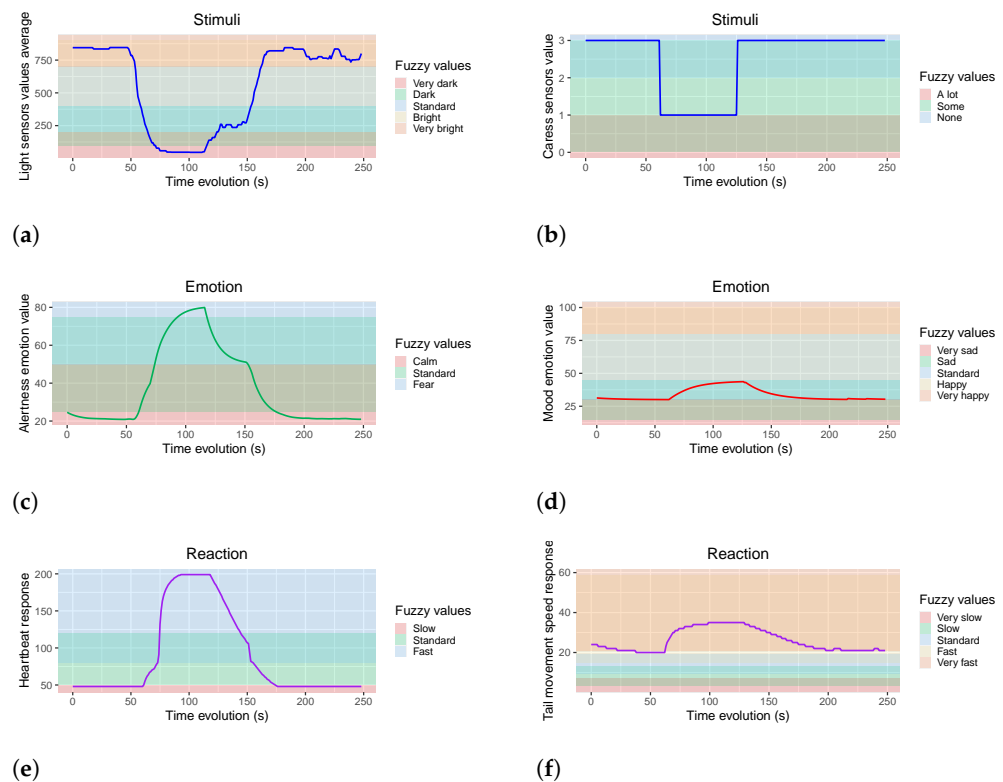 Stimuli
Light sensors values average
750
500
250
0
50
100
150
200
250
Time evolution (s)
Fuzzy values
Very dark
Dark
Standard
Bright
Very bright
(a)
Stimuli
Caress sensors value
3
2
1
0
0
50
100
150
200
250
Time evolution (s)
Fuzzy values
A lot
Some
None
(b)
Emotion
Alertness emotion value
80
60
40
20
0
50
100
150
200
250
Time evolution (s)
Fuzzy values
Calm
Standard
Fear
(c)
Emotion
Mood emotion value
100
75
50
25
0
50
100
150
200
250
Time evolution (s)
Fuzzy values
Very sad
Sad
Standard
Happy
Very happy
(d)
Reaction
Heartbeat response
200
150
100
50
0
50
100
150
200
250
Time evolution (s)
Fuzzy values
Slow
Standard
Fast
(e)
Reaction
Tail movement speed response
60
40
20
0
50
100
150
200
250
Time evolution (s)
Fuzzy values
Very slow
Slow
Standard
Fast
Very fast
(f)